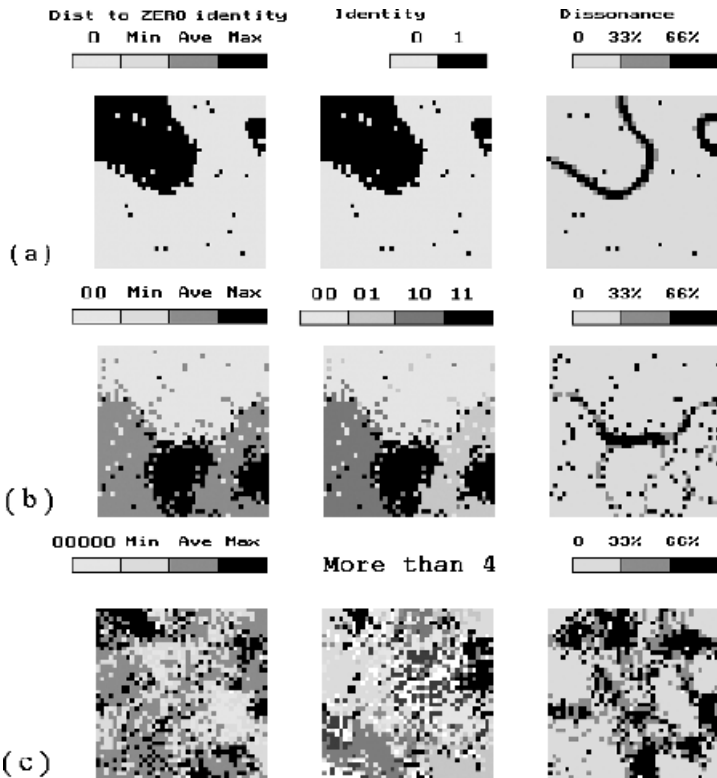 Dist to ZERO identity Identity Dissonance
0 Min Ave Max 0 1 0 33% 66%
(a)
00 Min Ave Max 00 01 10 11 0 33% 66%
(b)
00000 Min Ave Max More than 4 0 33% 66%
(c)